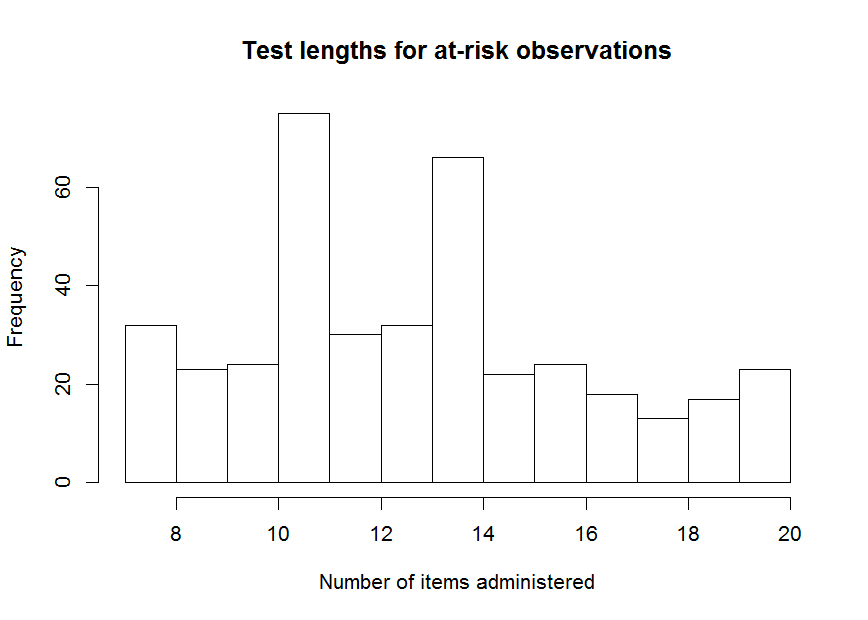 Test lengths for at-risk observations
Frequency
60
40
20
0
8 10 12 14 16 18 20
Number of items administered